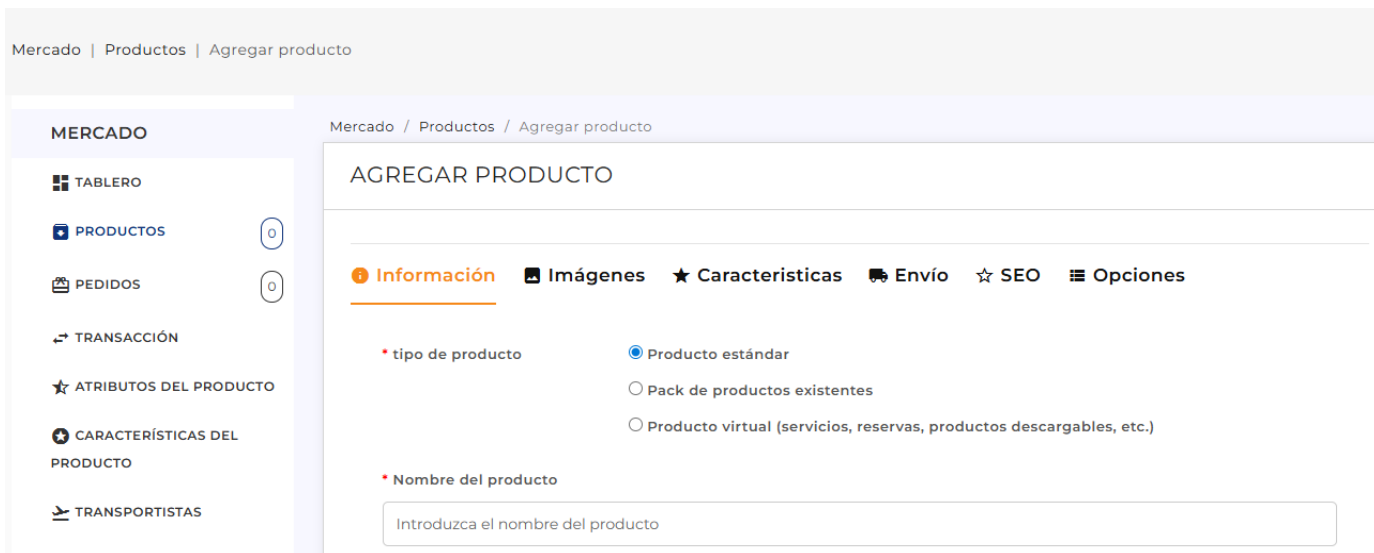 Mercado | Productos | Agregar producto
MERCADO
TABLERO
PRODUCTOS 0
PEDIDOS 0
TRANSACCIÓN
ATRIBUTOS DEL PRODUCTO
CARACTERÍSTICAS DEL
PRODUCTO
TRANSPORTISTAS
Mercado / Productos / Agregar producto
AGREGAR PRODUCTO
Información Imágenes Caracteristicas Envío SEO Opciones
* tipo de producto
Producto estándar
Pack de productos existentes
Producto virtual (servicios, reservas, productos descargables, etc.)
* Nombre del producto
Introduzca el nombre del producto